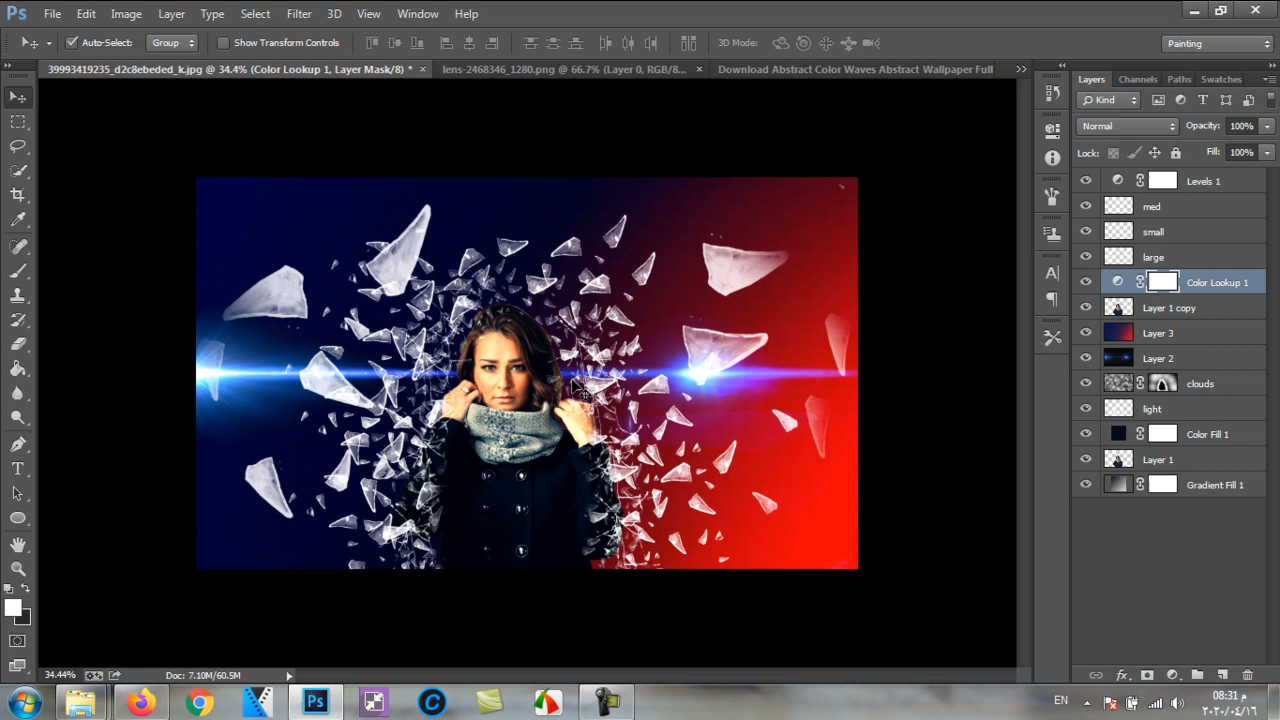 Ps File Edit Image Layer Type Select Filter 3D View Window Help
Auto-Select: Group Show Transform Controls 3D Mode: Painting
39993419235_d2c8ebeded_k.jpg @ 34.4% (Color Lookup 1, Layer Mask/8) * × lens-2468346_1280.png @ 66.7% (Layer 0, RGB/8... × Download Abstract Color Waves Abstract Wallpaper Full
Layers Channels Paths Swatches
Kind
Normal Opacity: 100%
Lock: Fill: 100%
Levels 1
med
small
large
Color Lookup 1
Layer 1 copy
Layer 3
Layer 2
clouds
light
Color Fill 1
Layer 1
Gradient Fill 1
34.44% Doc: 7.10M/60.5M
Ps EN 08:31 م
٢٠٢٠/٠٤/١٦